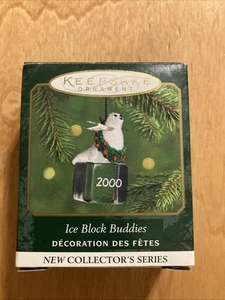 KEEPSAKE
ORNAMENT
2000
Ice Block Buddies
DÉCORATION DES FÊTES
NEW COLLECTOR'S SERIES